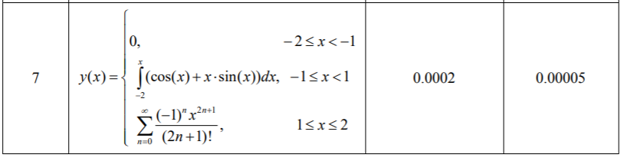 7
y(x) = { 0, −2 ≤ x < −1
∫_{-2}^{x} (cos(x) + x · sin(x))dx, −1 ≤ x < 1
∑_{n=0}^{∞} (−1)^n x^{2n+1} / (2n+1)!, 1 ≤ x ≤ 2
0.0002
0.00005